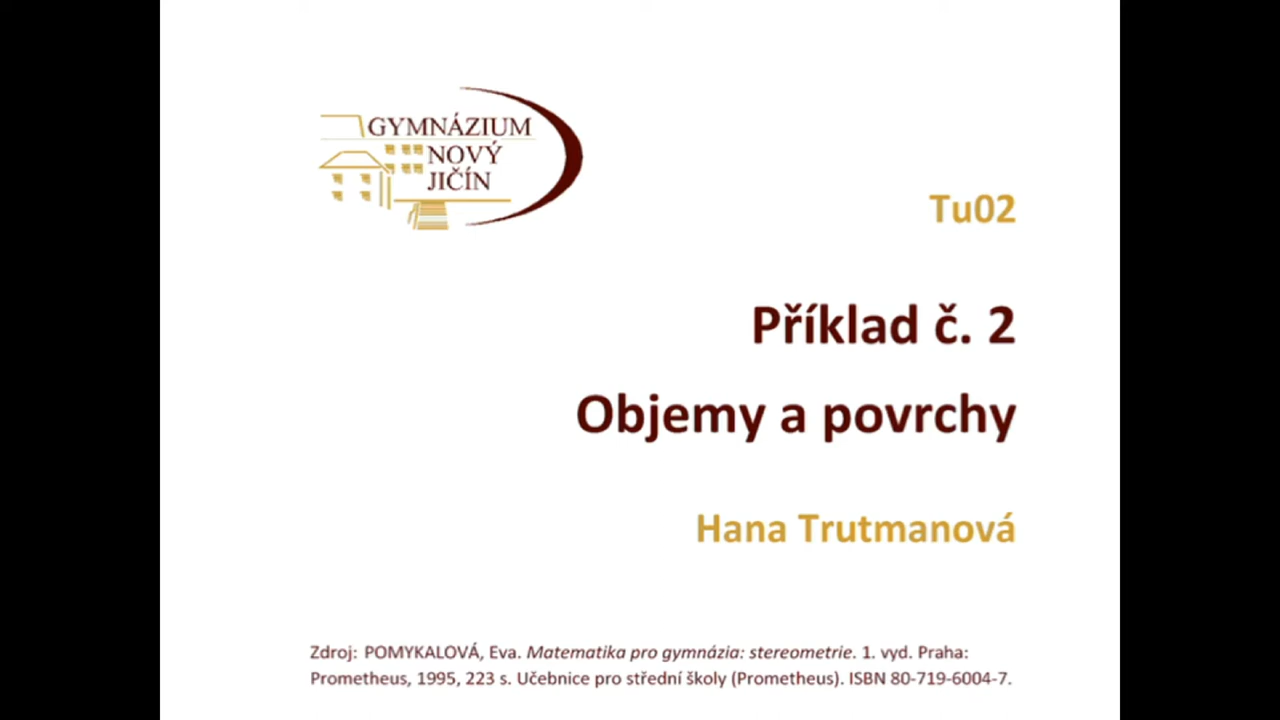 GYMNÁZIUM
NOVÝ
JIČÍN
Tu02
Příklad č. 2
Objemy a povrchy
Hana Trutmanová
Zdroj: POMYKALOVÁ, Eva. Matematika pro gymnázia: stereometrie. 1. vyd. Praha:
Prometheus, 1995, 223 s. Učebnice pro střední školy (Prometheus). ISBN 80-719-6004-7.